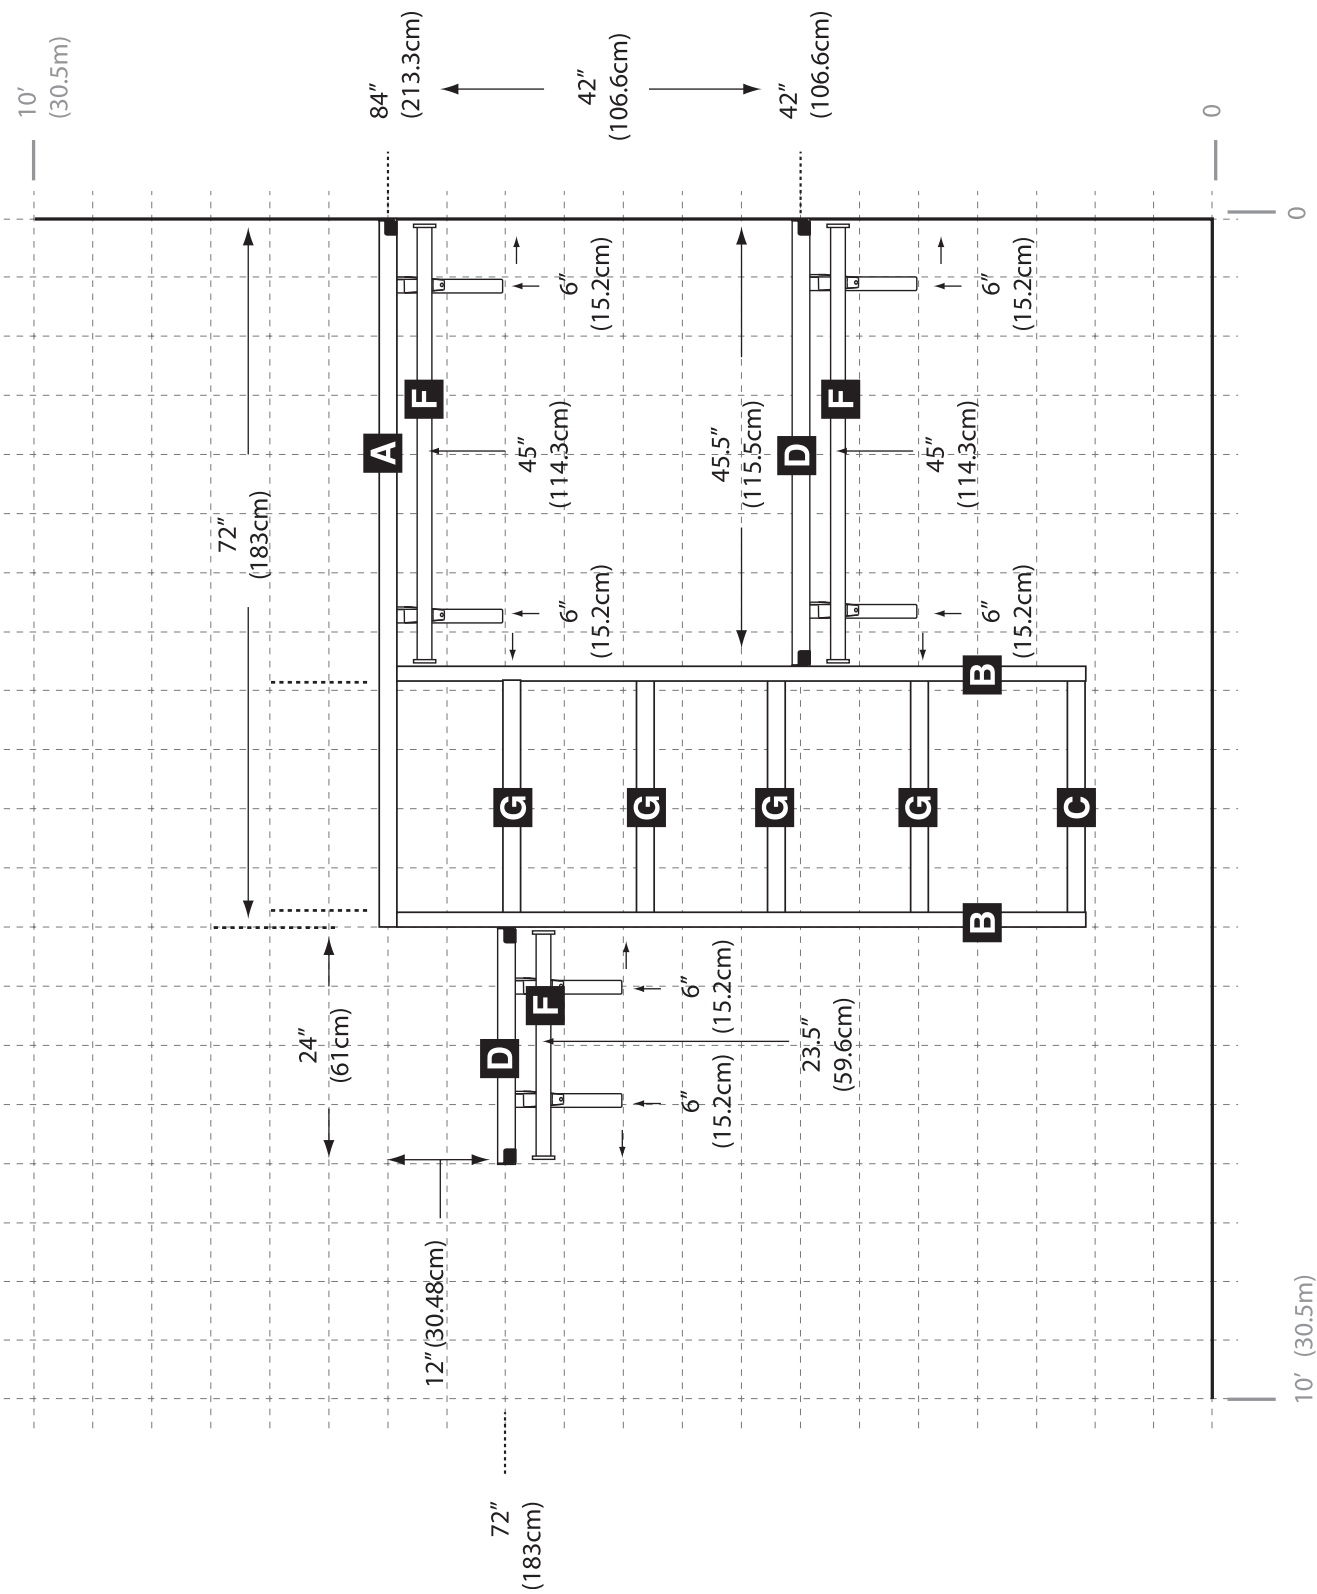 10’
(30.5m)
84”
(213.3cm)
42”
(106.6cm)
42”
(106.6cm)
0
0
72”
(183cm)
A
F
6”
(15.2cm)
45”
(114.3cm)
6”
(15.2cm)
45.5”
(115.5cm)
D
F
6”
(15.2cm)
45”
(114.3cm)
6”
(15.2cm)
B
G
G
G
G
C
B
24”
(61cm)
D
F
6”
(15.2cm)
6”
(15.2cm)
23.5”
(59.6cm)
12” (30.48cm)
72”
(183cm)
10’ (30.5m)